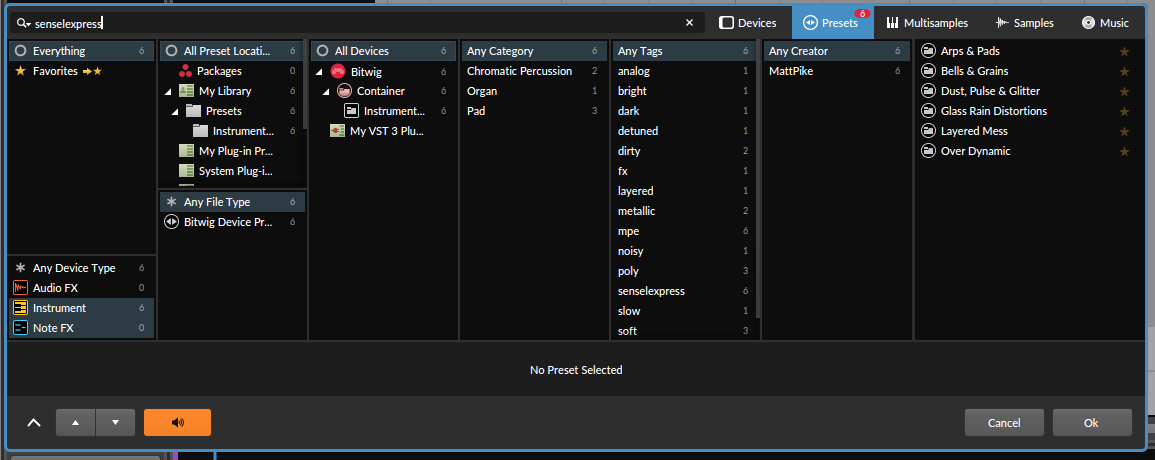 senselexpress
Devices
Presets
6
Multisamples
Samples
Music
Everything 6
Favorites
Any Device Type 6
Audio FX 0
Instrument 6
Note FX 0
All Preset Locati... 6
Packages 0
My Library 6
Presets 6
Instrument... 6
My Plug-in Pr...
System Plug-i...
Any File Type 6
Bitwig Device Pr... 6
All Devices 6
Bitwig 6
Container 6
Instrument... 6
My VST 3 Plu...
Any Category 6
Chromatic Percussion 2
Organ 1
Pad 3
Any Tags 6
analog 1
bright 1
dark 1
detuned 1
dirty 2
fx 1
layered 1
metallic 2
mpe 6
noisy 1
poly 3
senselexpress 6
slow 1
soft 3
Any Creator 6
MattPike 6
Arps & Pads
Bells & Grains
Dust, Pulse & Glitter
Glass Rain Distortions
Layered Mess
Over Dynamic
No Preset Selected
Cancel
Ok